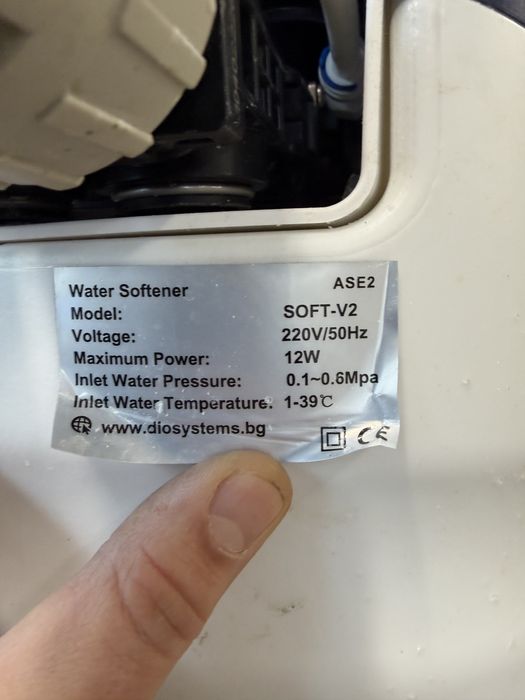 ASE2
Water Softener
Model: SOFT-V2
Voltage: 220V/50Hz
Maximum Power: 12W
Inlet Water Pressure: 0.1~0.6Mpa
Inlet Water Temperature: 1-39℃
www.diosystems.bg CE